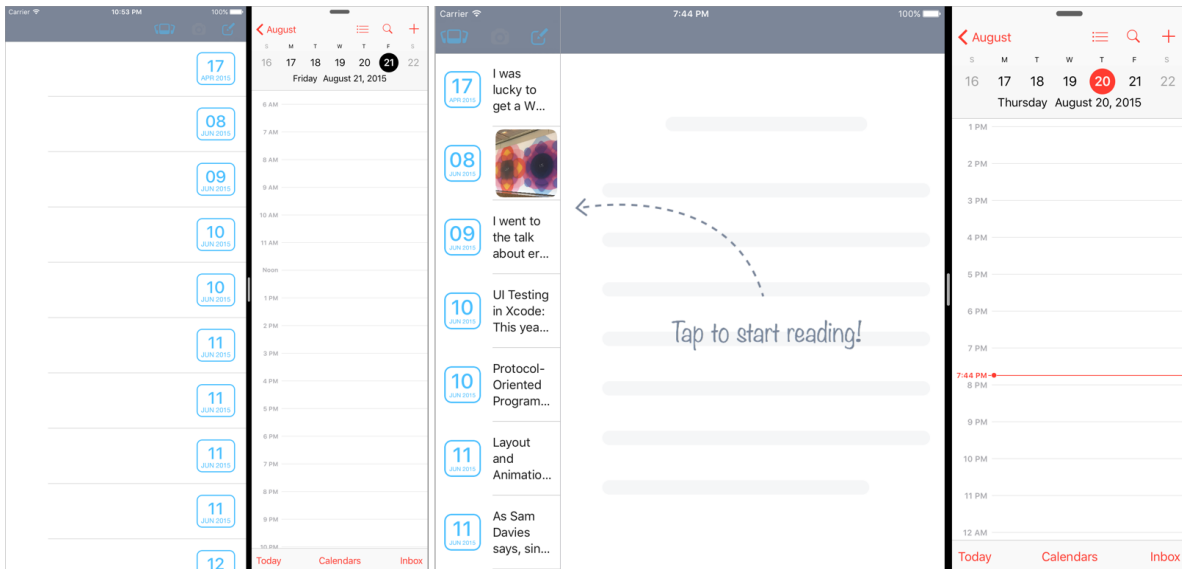 Carrier 10:53 PM 100%
17
APR 2015
08
JUN 2015
09
JUN 2015
10
JUN 2015
10
JUN 2015
11
JUN 2015
11
JUN 2015
11
JUN 2015
11
JUN 2015
12
August
S M T W T F S
16 17 18 19 20 21 22
Friday August 21, 2015
6 AM
7 AM
8 AM
9 AM
10 AM
11 AM
Noon
1 PM
2 PM
3 PM
4 PM
5 PM
6 PM
7 PM
8 PM
9 PM
10 PM
Today Calendars Inbox
Carrier 7:44 PM 100%
17
APR 2015
I was
lucky to
get a W...
08
JUN 2015
09
JUN 2015
I went to
the talk
about er...
10
JUN 2015
UI Testing
in Xcode:
This yea...
10
JUN 2015
Protocol-
Oriented
Program...
11
JUN 2015
Layout
and
Animatio...
11
JUN 2015
As Sam
Davies
says, sin...
Tap to start reading!
August
S M T W T F S
16 17 18 19 20 21 22
Thursday August 20, 2015
1 PM
2 PM
3 PM
4 PM
5 PM
6 PM
7 PM
7:44 PM
8 PM
9 PM
10 PM
11 PM
12 AM
Today Calendars Inbox